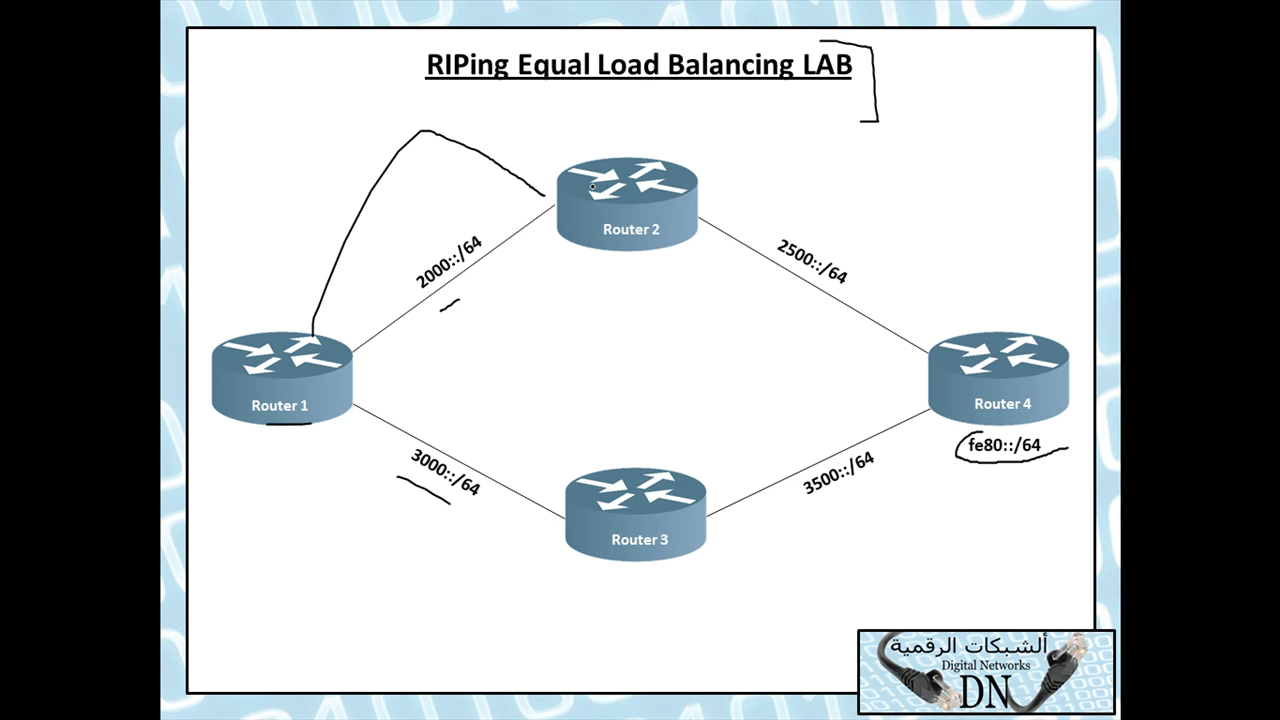 RIPing Equal Load Balancing LAB
Router 2
2000::/64
2500::/64
Router 1
Router 4
fe80::/64
3000::/64
3500::/64
Router 3
ألشبكات الرقمية
Digital Networks
DN